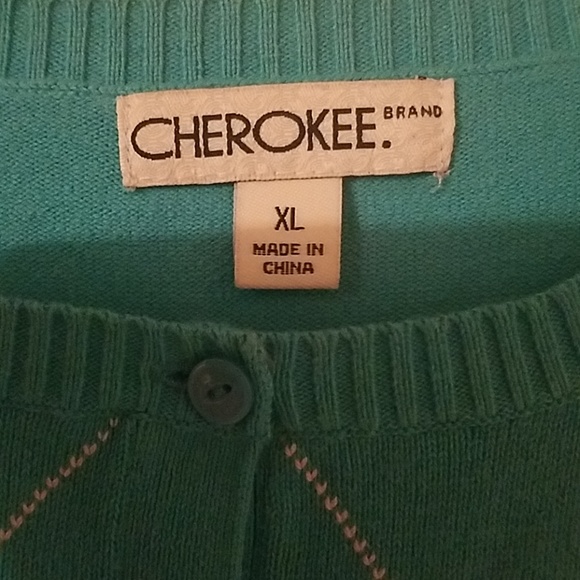 CHEROKEE. BRAND
XL
MADE IN
CHINA